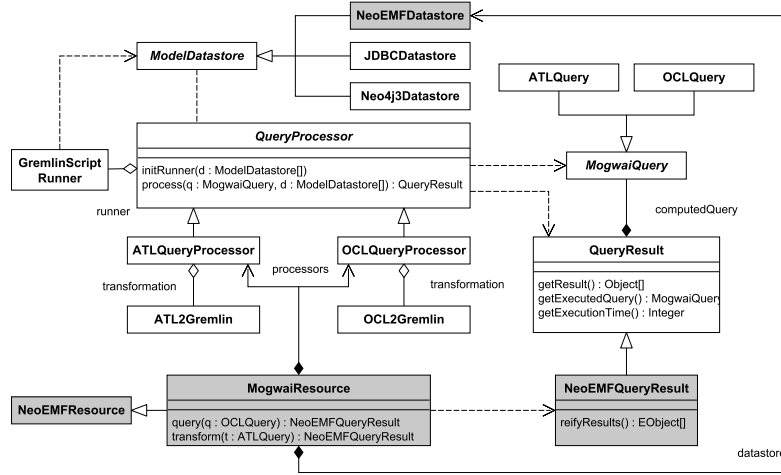 NeoEMFDatastore
ModelDatastore
JDBCDatastore
Neo4j3Datastore
ATLQuery
OCLQuery
QueryProcessor
GremlinScript
Runner
initRunner(d : ModelDatastore[])
process(q : MogwaiQuery, d : ModelDatastore[]) : QueryResult
MogwaiQuery
runner
computedQuery
ATLQueryProcessor
OCLQueryProcessor
QueryResult
processors
transformation
transformation
getResult() : Object[]
getExecutedQuery() : MogwaiQuery
getExecutionTime() : Integer
ATL2Gremlin
OCL2Gremlin
MogwaiResource
NeoEMFQueryResult
NeoEMFResource
query(q : OCLQuery) : NeoEMFQueryResult
transform(t : ATLQuery) : NeoEMFQueryResult
reifyResults() : EObject[]
datastore